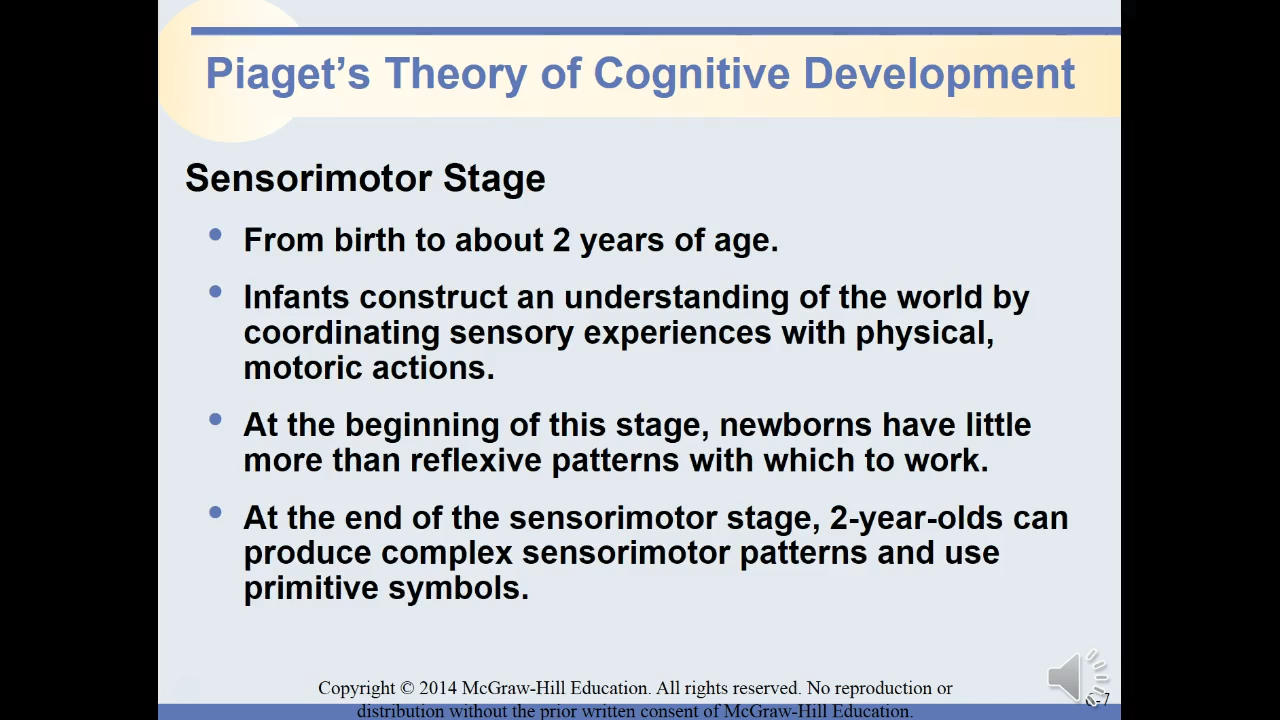 Piaget’s Theory of Cognitive Development
Sensorimotor Stage
• From birth to about 2 years of age.
• Infants construct an understanding of the world by
coordinating sensory experiences with physical,
motoric actions.
• At the beginning of this stage, newborns have little
more than reflexive patterns with which to work.
• At the end of the sensorimotor stage, 2-year-olds can
produce complex sensorimotor patterns and use
primitive symbols.
Copyright © 2014 McGraw-Hill Education. All rights reserved. No reproduction or
distribution without the prior written consent of McGraw-Hill Education.